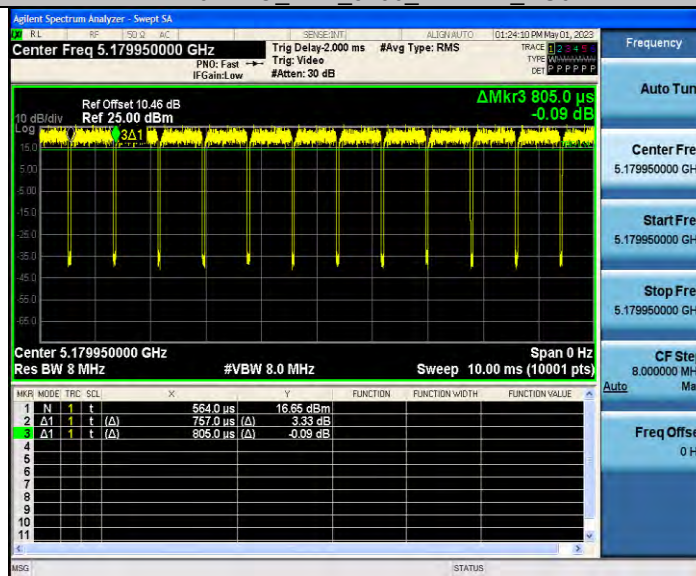 Agilent Spectrum Analyzer - Swept SA
RL RF 50 Ω AC SENSE:INT ALIGN AUTO 01:24:10 PM May 01, 2023
Center Freq 5.179950000 GHz
PNO: Fast
IFGain:Low
Trig Delay-2.000 ms
Trig: Video
#Atten: 30 dB
#Avg Type: RMS
TRACE 1 2 3 4 5 6
TYPE
DET P P P P P P
Ref Offset 10.46 dB
10 dB/div Ref 25.00 dBm
ΔMkr3 805.0 µs
-0.09 dB
Log
3Δ1
15.0
5.00
-5.00
-15.0
-25.0
-35.0
-45.0
-55.0
-65.0
Center 5.179950000 GHz Span 0 Hz
Res BW 8 MHz #VBW 8.0 MHz Sweep 10.00 ms (10001 pts)
MKR MODE TRC SCL X Y FUNCTION FUNCTION WIDTH FUNCTION VALUE
1 N 1 t 564.0 µs 16.65 dBm
2 Δ1 1 t (Δ) 757.0 µs (Δ) 3.33 dB
3 Δ1 1 t (Δ) 805.0 µs (Δ) -0.09 dB
4
5
6
7
8
9
10
11
MSG STATUS
Frequency
Auto Tun
Center Fre
5.179950000 GH
Start Fre
5.179950000 GH
Stop Fre
5.179950000 GH
CF Ste
8.000000 MH
Auto Ma
Freq Offse
0 H